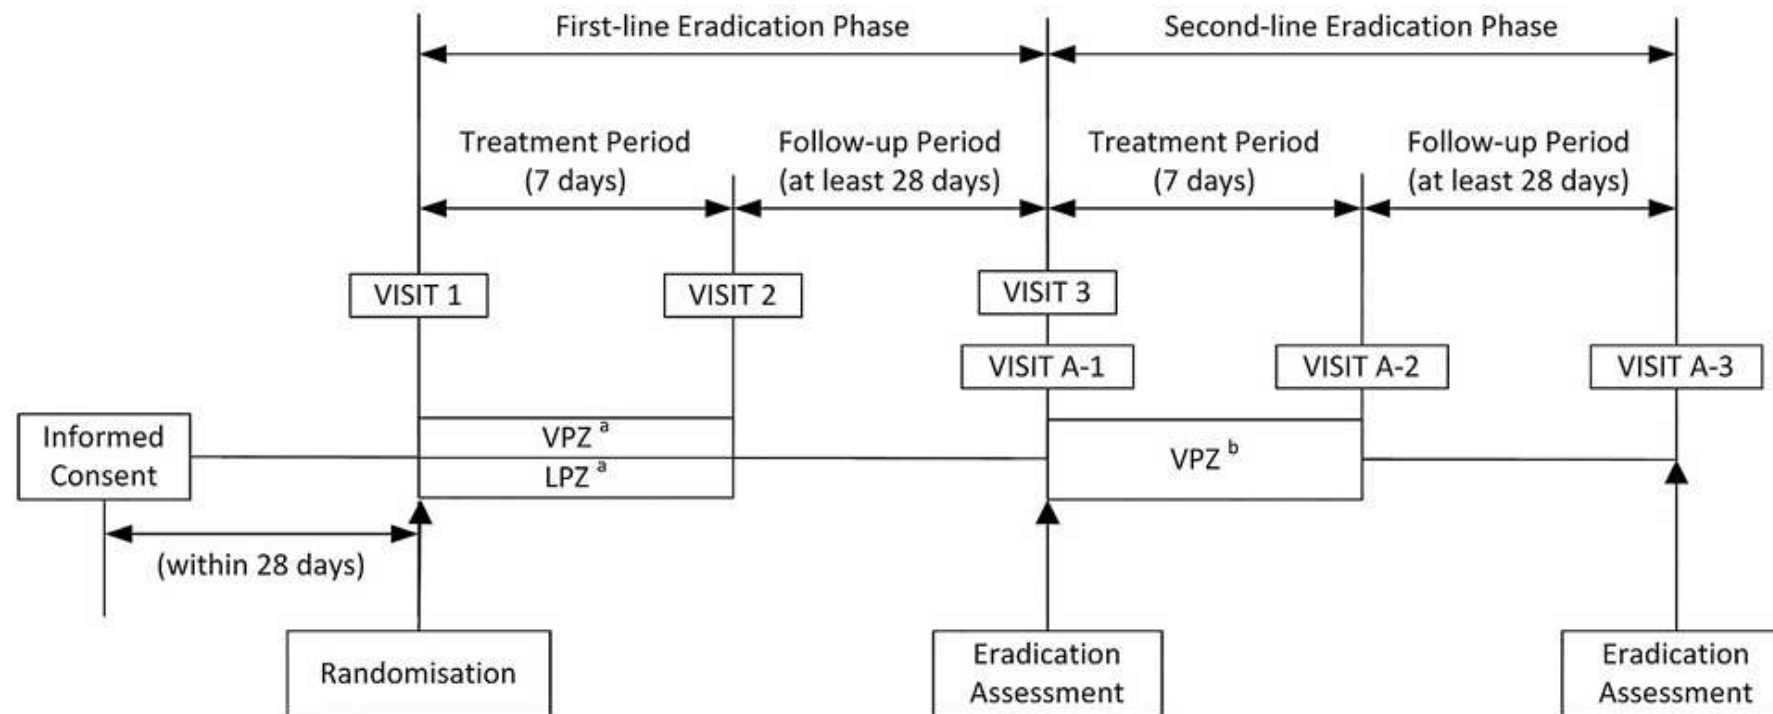 First-line Eradication Phase
Second-line Eradication Phase
Treatment Period
(7 days)
Follow-up Period
(at least 28 days)
Treatment Period
(7 days)
Follow-up Period
(at least 28 days)
VISIT 1
VISIT 2
VISIT 3
VISIT A-1
VISIT A-2
VISIT A-3
Informed
Consent
VPZ a
LPZ a
VPZ b
(within 28 days)
Randomisation
Eradication
Assessment
Eradication
Assessment